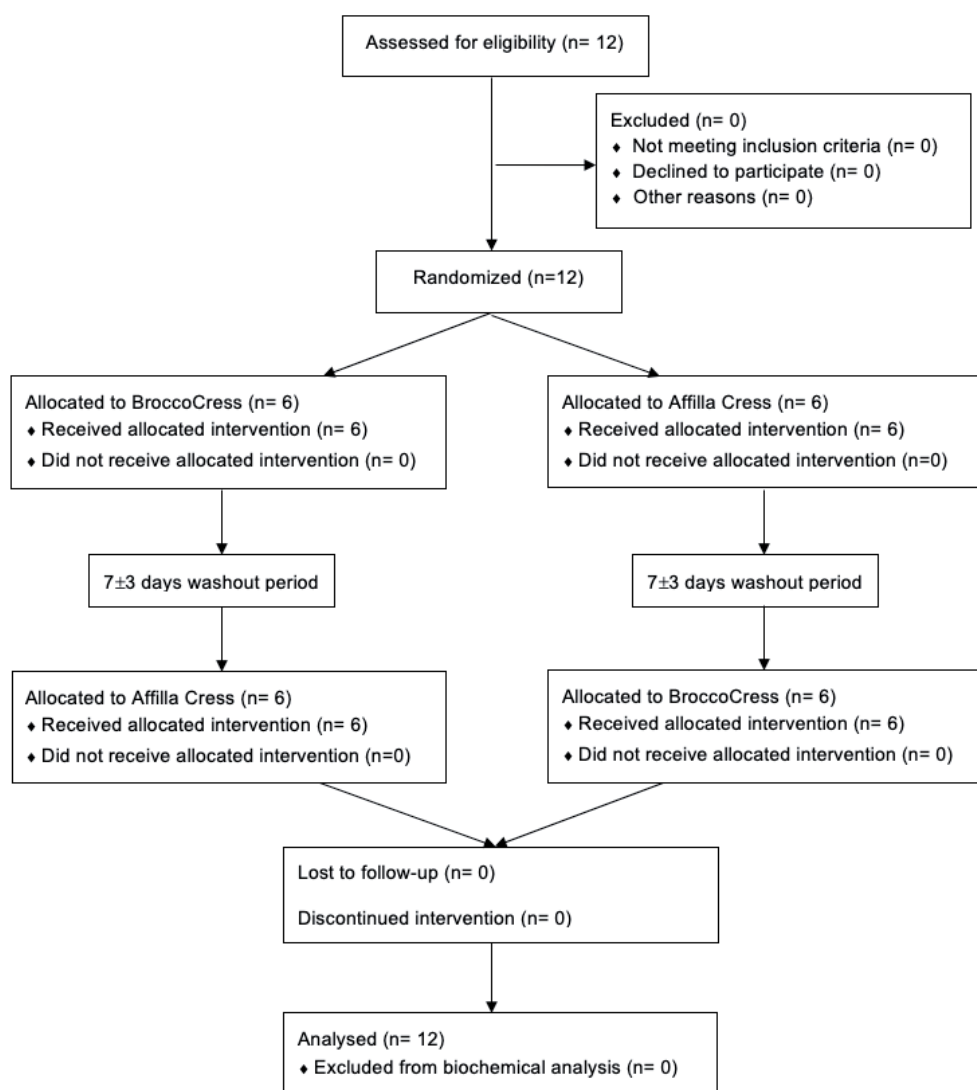 Assessed for eligibility (n= 12)
Excluded (n= 0)
♦ Not meeting inclusion criteria (n= 0)
♦ Declined to participate (n= 0)
♦ Other reasons (n= 0)
Randomized (n=12)
Allocated to BroccoCress (n= 6)
♦ Received allocated intervention (n= 6)
♦ Did not receive allocated intervention (n= 0)
Allocated to Affilla Cress (n= 6)
♦ Received allocated intervention (n= 6)
♦ Did not receive allocated intervention (n=0)
7±3 days washout period
7±3 days washout period
Allocated to Affilla Cress (n= 6)
♦ Received allocated intervention (n= 6)
♦ Did not receive allocated intervention (n=0)
Allocated to BroccoCress (n= 6)
♦ Received allocated intervention (n= 6)
♦ Did not receive allocated intervention (n= 0)
Lost to follow-up (n= 0)
Discontinued intervention (n= 0)
Analysed (n= 12)
♦ Excluded from biochemical analysis (n= 0)